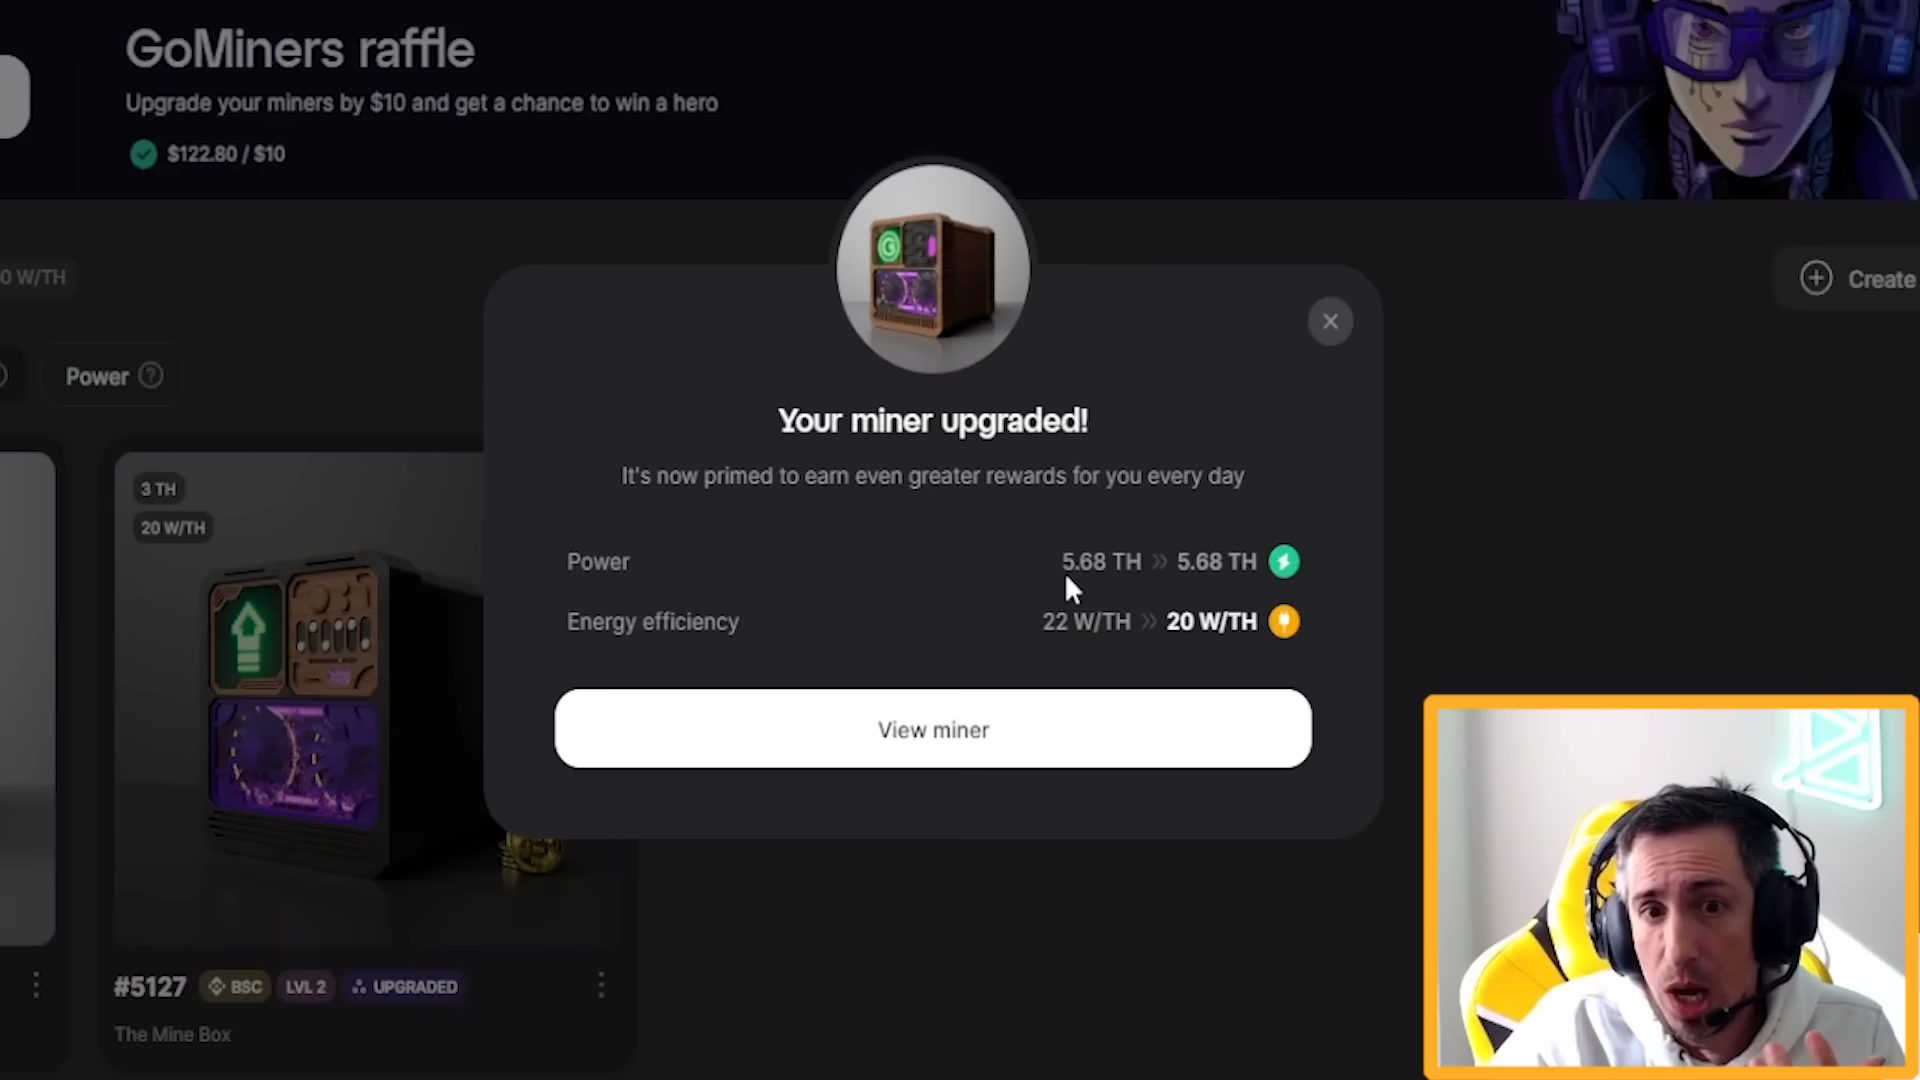 GoMiners raffle
Upgrade your miners by $10 and get a chance to win a hero
$122.80 / $10
0 W/TH
Create
Power
3 TH
20 W/TH
Your miner upgraded!
It's now primed to earn even greater rewards for you every day
Power 5.68 TH » 5.68 TH
Energy efficiency 22 W/TH » 20 W/TH
View miner
#5127 BSC LVL 2 UPGRADED
The Mine Box